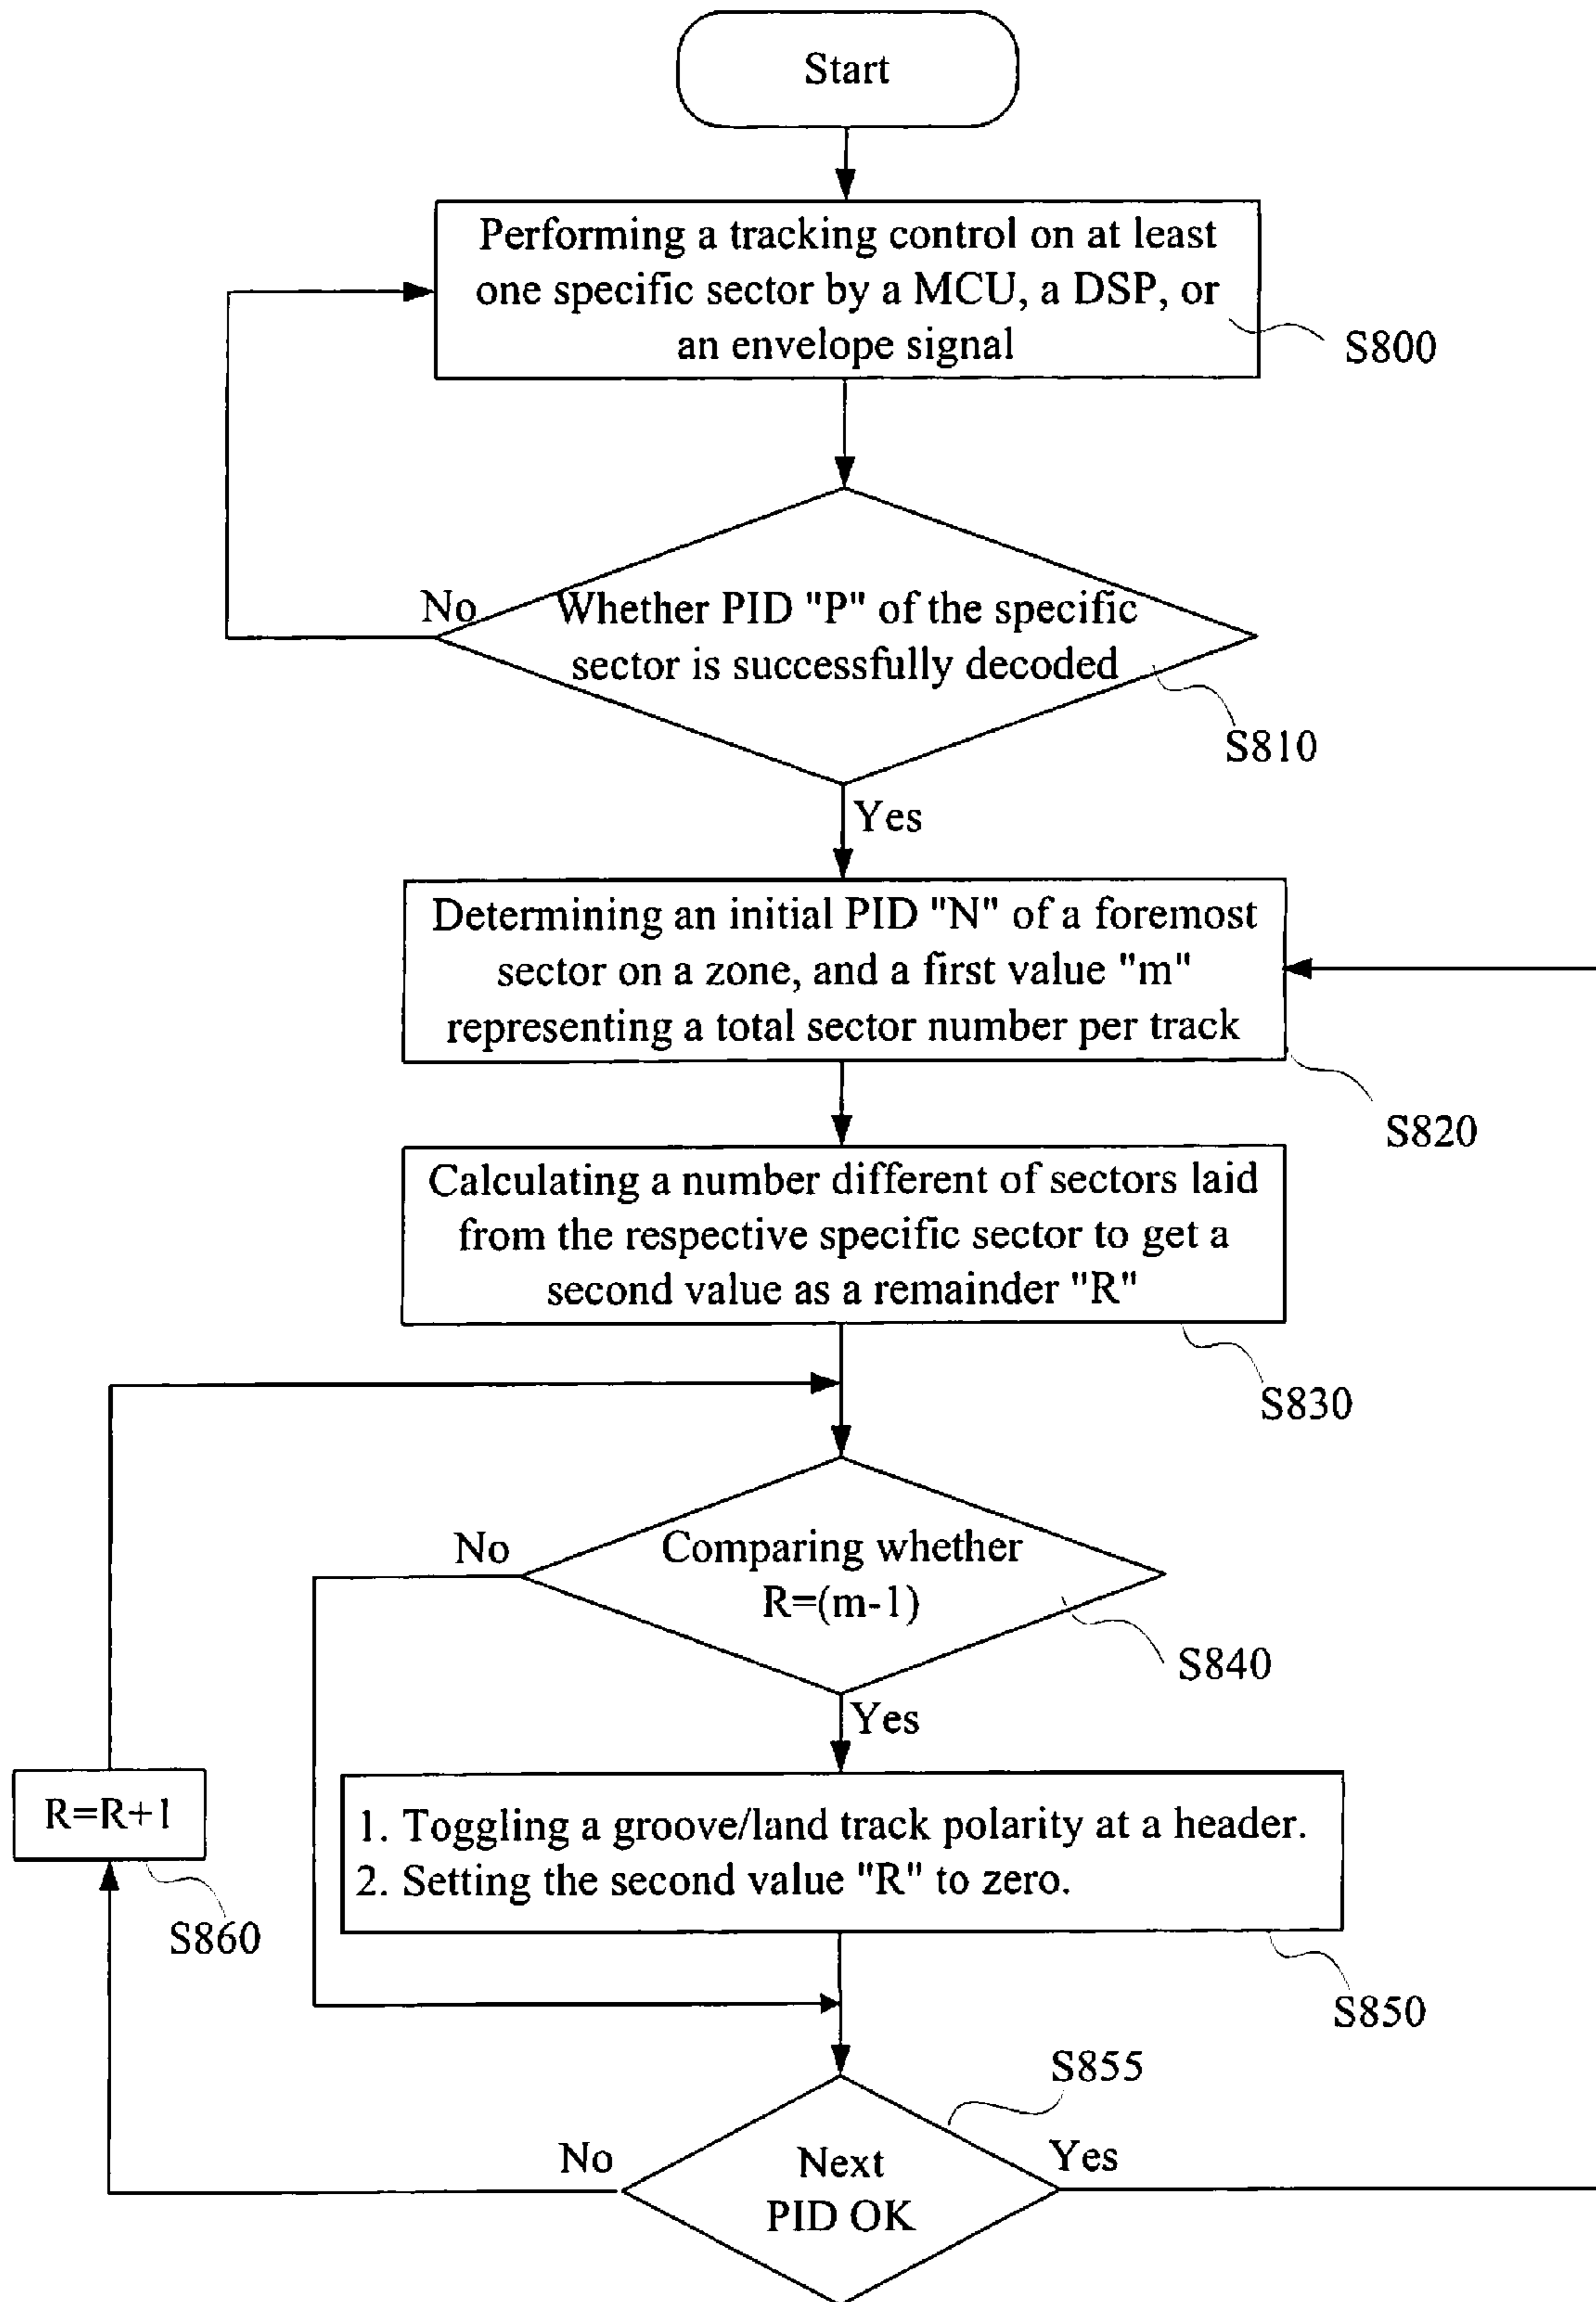 Start
Performing a tracking control on at least
one specific sector by a MCU, a DSP, or
an envelope signal
S800
No
Whether PID "P" of the specific
sector is successfully decoded
S810
Yes
Determining an initial PID "N" of a foremost
sector on a zone, and a first value "m"
representing a total sector number per track
S820
Calculating a number different of sectors laid
from the respective specific sector to get a
second value as a remainder "R"
S830
No
Comparing whether
R=(m-1)
S840
Yes
R=R+1
S860
1. Toggling a groove/land track polarity at a header.
2. Setting the second value "R" to zero.
S850
S855
No
Next
PID OK
Yes